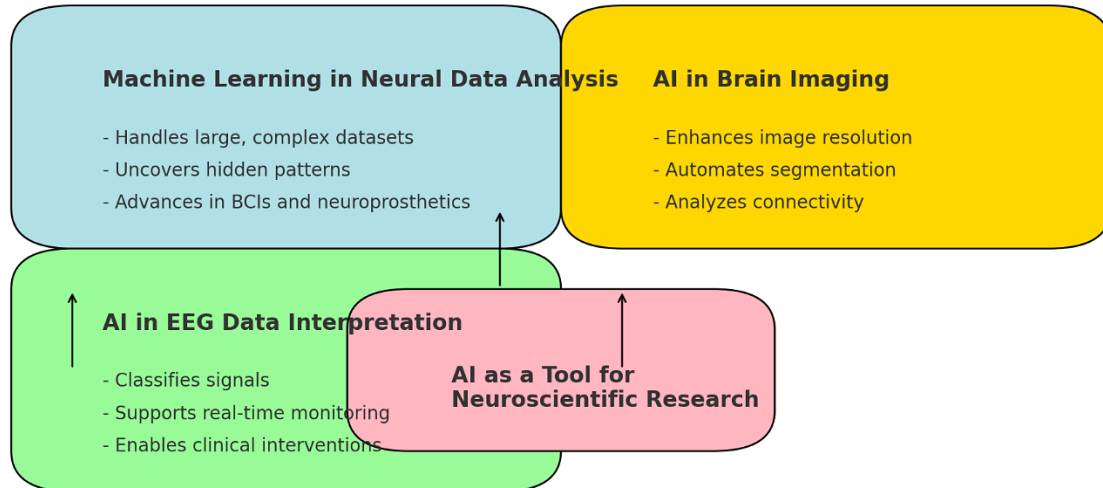 Machine Learning in Neural Data Analysis
- Handles large, complex datasets
- Uncovers hidden patterns
- Advances in BCIs and neuroprosthetics
AI in Brain Imaging
- Enhances image resolution
- Automates segmentation
- Analyzes connectivity
AI in EEG Data Interpretation
- Classifies signals
- Supports real-time monitoring
- Enables clinical interventions
AI as a Tool for
Neuroscientific Research